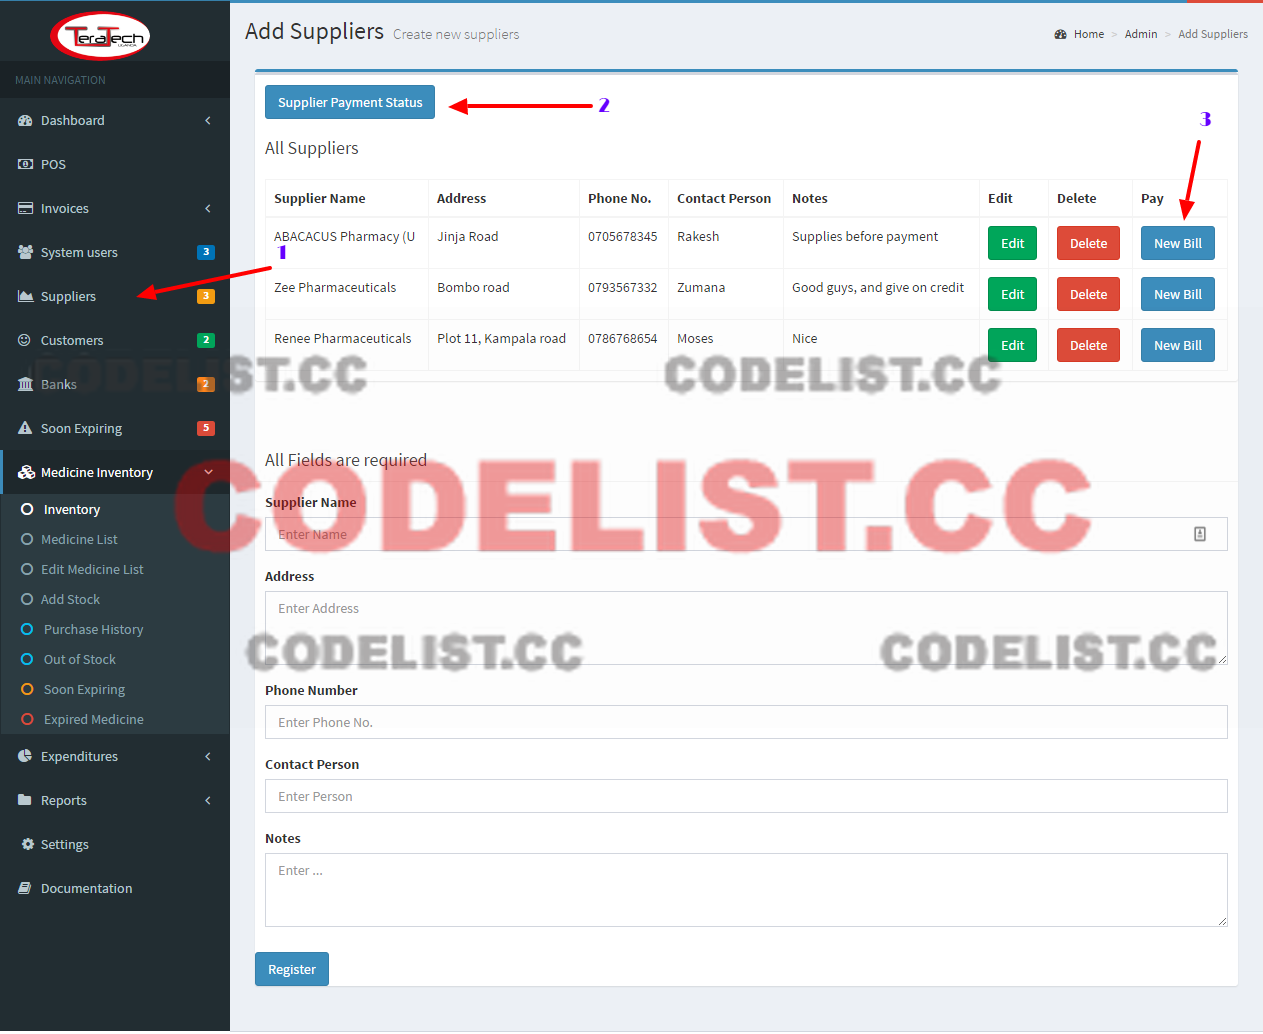 TeraTech
UGANDA
MAIN NAVIGATION
Dashboard
POS
Invoices
System users 3
Suppliers 3
Customers 2
Banks 2
Soon Expiring 5
Medicine Inventory
Inventory
Medicine List
Edit Medicine List
Add Stock
Purchase History
Out of Stock
Soon Expiring
Expired Medicine
Expenditures
Reports
Settings
Documentation
Add Suppliers Create new suppliers
Home > Admin > Add Suppliers
Supplier Payment Status
2
3
All Suppliers
Supplier Name Address Phone No. Contact Person Notes Edit Delete Pay
ABACACUS Pharmacy (U Jinja Road 0705678345 Rakesh Supplies before payment Edit Delete New Bill
1
Zee Pharmaceuticals Bombo road 0793567332 Zumana Good guys, and give on credit Edit Delete New Bill
Renee Pharmaceuticals Plot 11, Kampala road 0786768654 Moses Nice Edit Delete New Bill
CODELIST.CC CODELIST.CC
All Fields are required
CODELIST.CC
Supplier Name
Enter Name
Address
Enter Address
CODELIST.CC CODELIST.CC
Phone Number
Enter Phone No.
Contact Person
Enter Person
Notes
Enter ...
Register